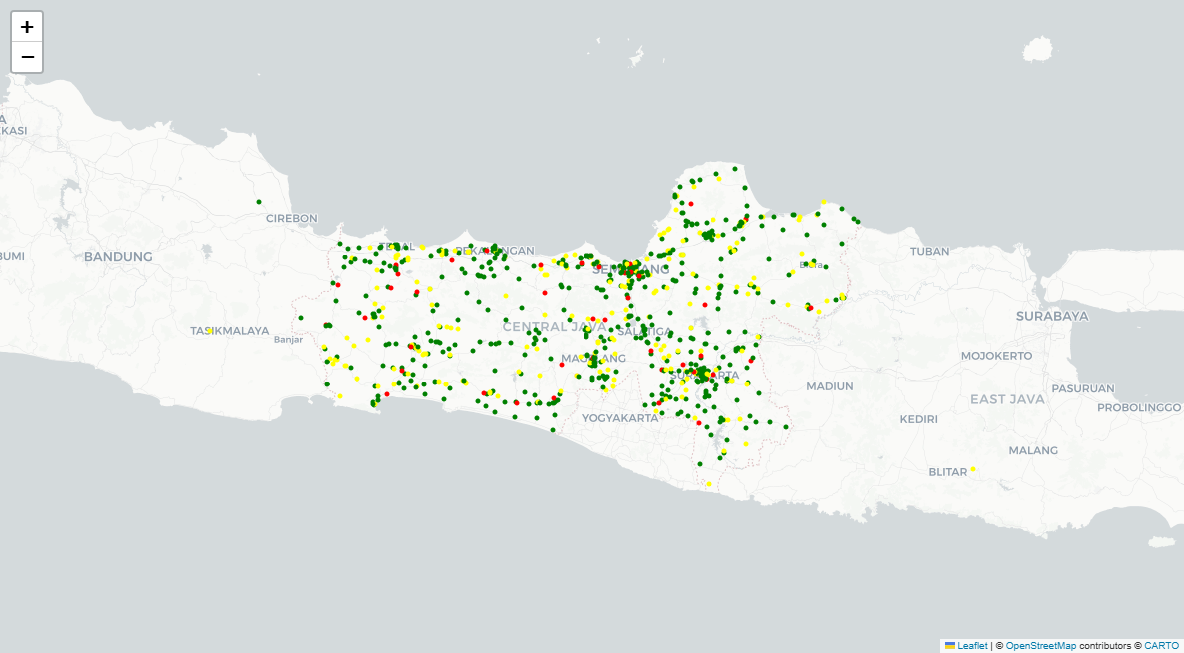 +
−
A
KASI
CIREBON
BUMI
BANDUNG
TEGAL
PEKALONGAN
TUBAN
SEMARANG
Blora
TASIKMALAYA
Banjar
CENTRAL JAVA
SALATIGA
SURABAYA
MAGELANG
MOJOKERTO
SURAKARTA
MADIUN
PASURUAN
EAST JAVA
PROBOLINGGO
YOGYAKARTA
KEDIRI
MALANG
BLITAR
Leaflet | © OpenStreetMap contributors © CARTO